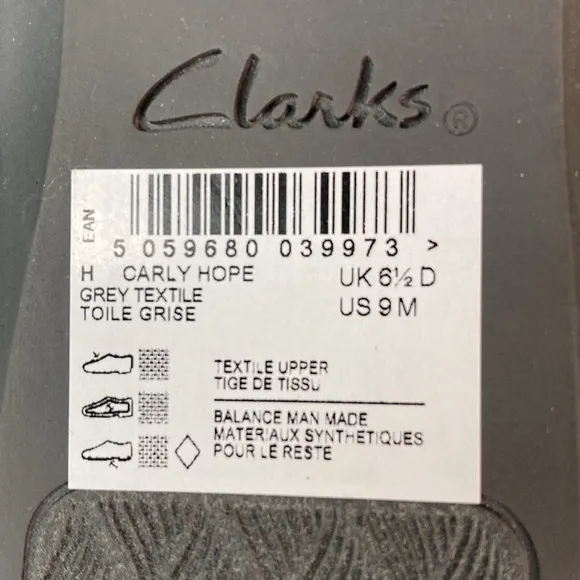 Clarks®
EAN
5 059680 039973 >
H CARLY HOPE
GREY TEXTILE
TOILE GRISE
UK 6½ D
US 9 M
TEXTILE UPPER
TIGE DE TISSU
BALANCE MAN MADE
MATERIAUX SYNTHETIQUES
POUR LE RESTE